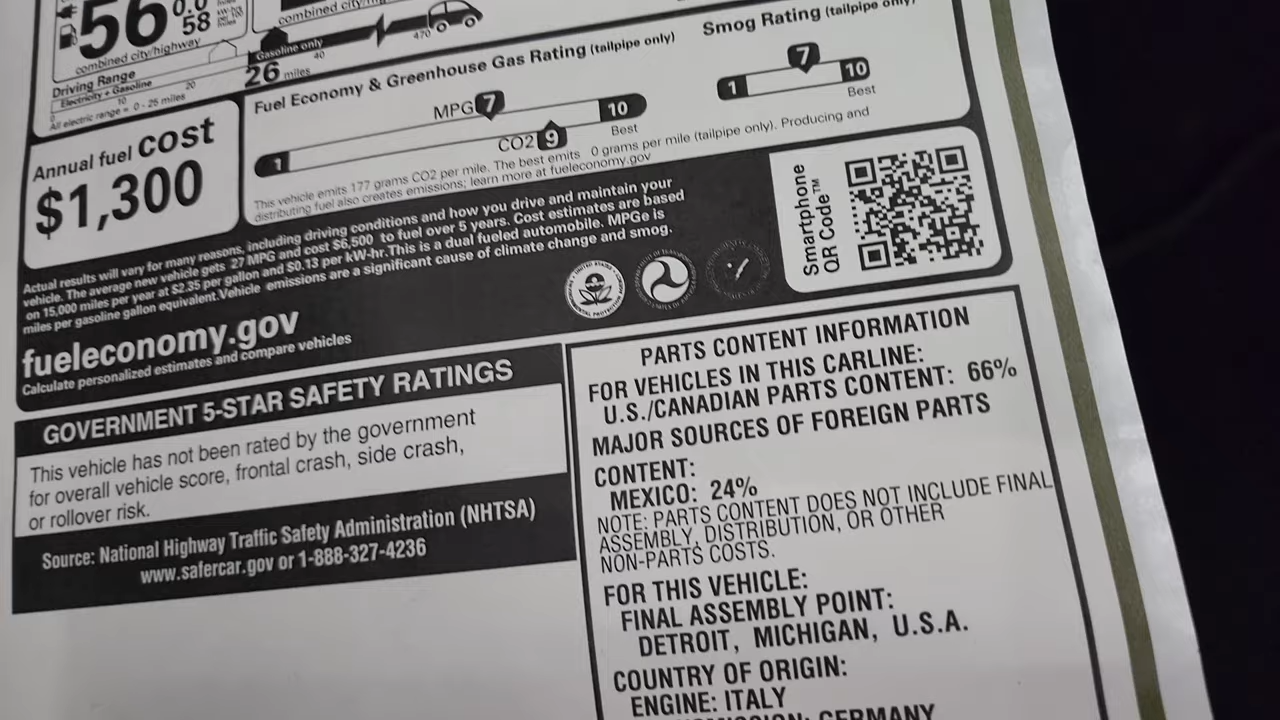 56
0.0
58
combined city/highway
combined city/
Driving Range
Electricity + Gasoline
Gasoline only
470
0
10
20
26 miles
40
All electric range = 0 - 25 miles
Annual fuel COST
$1,300
Fuel Economy & Greenhouse Gas Rating (tailpipe only)
MPG 7
1
10
Best
CO2 9
Smog Rating (tailpipe only)
7
1
10
Best
This vehicle emits 177 grams CO2 per mile. The best emits 0 grams per mile (tailpipe only). Producing and
distributing fuel also creates emissions; learn more at fueleconomy.gov
Actual results will vary for many reasons, including driving conditions and how you drive and maintain your
vehicle. The average new vehicle gets 27 MPG and cost $6,500 to fuel over 5 years. Cost estimates are based
on 15,000 miles per year at $2.35 per gallon and $0.13 per kW-hr.This is a dual fueled automobile. MPGe is
miles per gasoline gallon equivalent.Vehicle emissions are a significant cause of climate change and smog.
fueleconomy.gov
Calculate personalized estimates and compare vehicles
Smartphone
QR Code™
GOVERNMENT 5-STAR SAFETY RATINGS
This vehicle has not been rated by the government
for overall vehicle score, frontal crash, side crash,
or rollover risk.
Source: National Highway Traffic Safety Administration (NHTSA)
www.safercar.gov or 1-888-327-4236
PARTS CONTENT INFORMATION
FOR VEHICLES IN THIS CARLINE:
U.S./CANADIAN PARTS CONTENT: 66%
MAJOR SOURCES OF FOREIGN PARTS
CONTENT:
MEXICO: 24%
NOTE: PARTS CONTENT DOES NOT INCLUDE FINAL
ASSEMBLY, DISTRIBUTION, OR OTHER
NON-PARTS COSTS.
FOR THIS VEHICLE:
FINAL ASSEMBLY POINT:
DETROIT, MICHIGAN, U.S.A.
COUNTRY OF ORIGIN:
ENGINE: ITALY
GERMANY